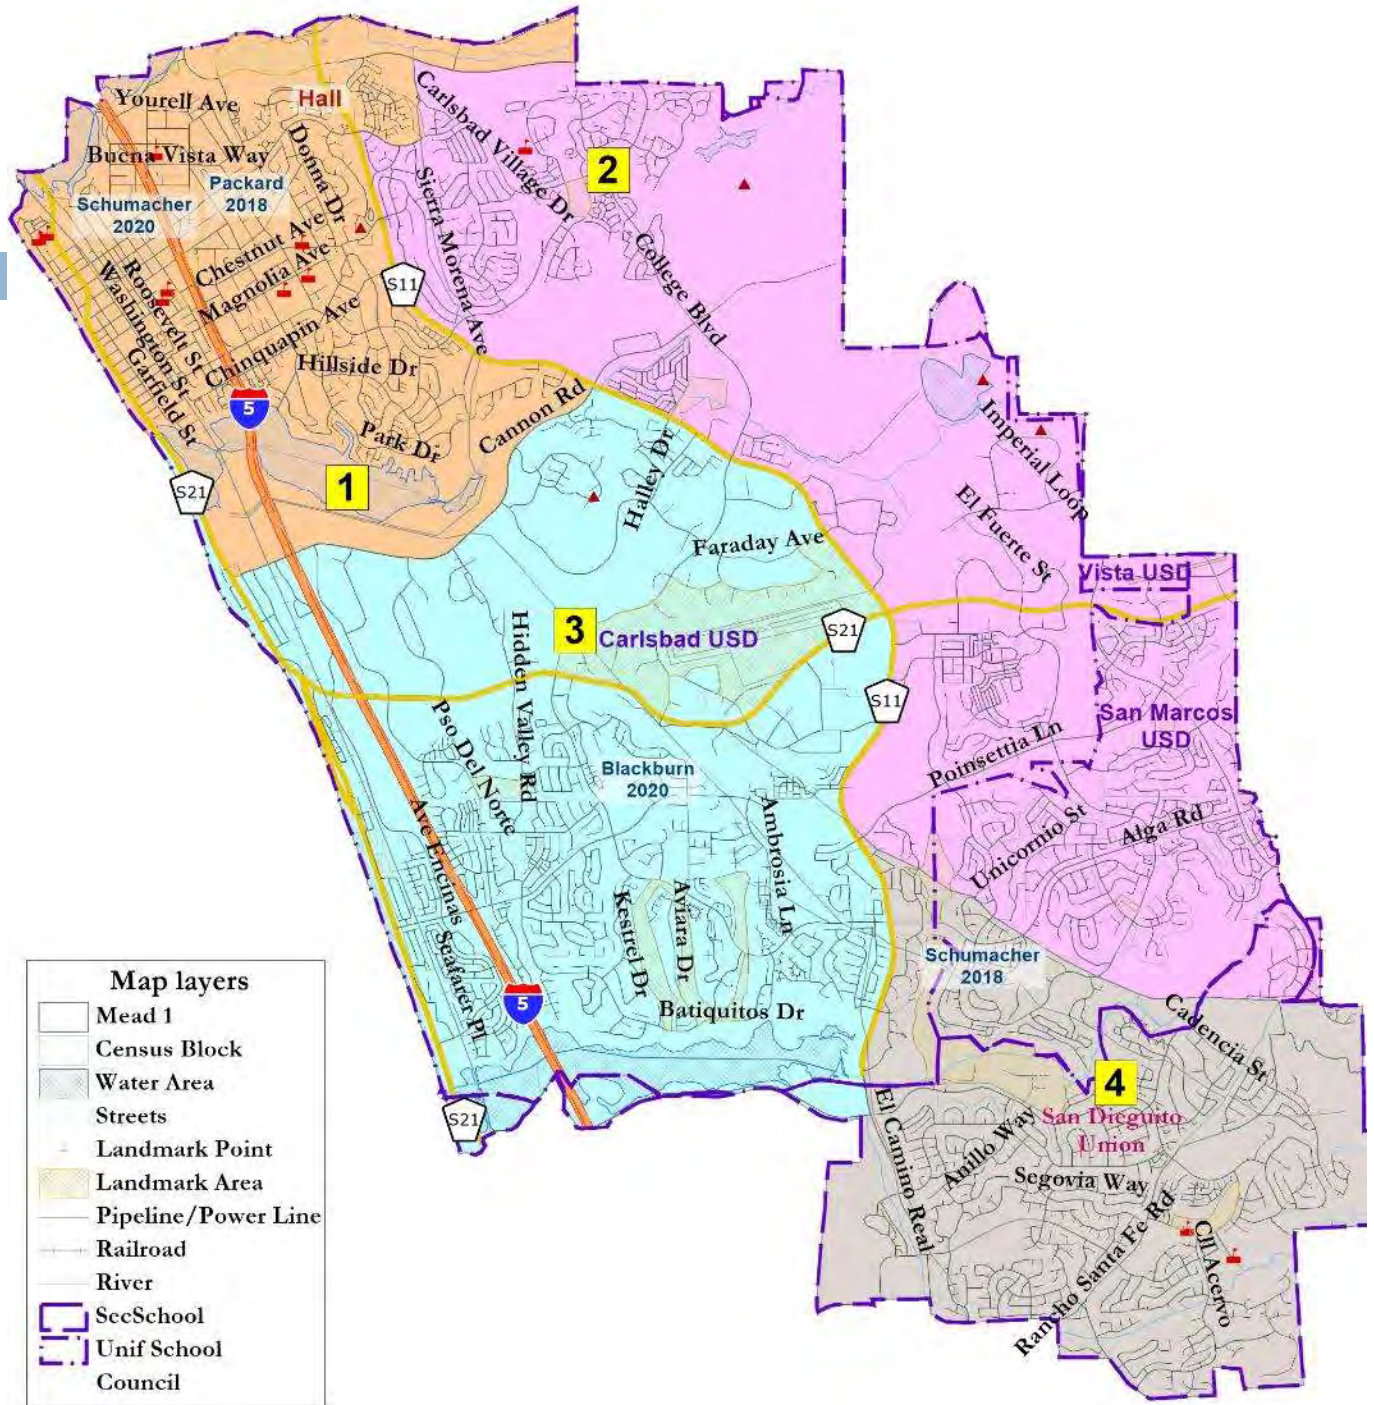 Yourell Ave
Hall
Carlsbad Village Dr
Buena Vista Way
Donna Dr
2
Packard
2018
Schumacher
2020
Sierra Morena Ave
Chestnut Ave
Magnolia Ave
College Blvd
S11
Roosevelt St
Washington St
Garfield St
Chinquapin Ave
Hillside Dr
5
Park Dr
Cannon Rd
Imperial Loop
S21
1
Halley Dr
El Fuerte St
Faraday Ave
Vista USD
3
Carlsbad USD
S21
Hidden Valley Rd
S11
San Marcos
USD
Pso Del Norte
Poinsettia Ln
Blackburn
2020
Ave Encinas
Ambrosia Ln
Unicornio St
Alga Rd
Kestrel Dr
Aviara Dr
Seafarer Pl
Schumacher
2018
5
Batiquitos Dr
Cadencia St
4
S21
El Camino Real
Anillo Way
San Dieguito
Union
Segovia Way
Rancho Santa Fe Rd
Cll Acervo
Map layers
Mead 1
Census Block
Water Area
Streets
Landmark Point
Landmark Area
Pipeline/Power Line
Railroad
River
SecSchool
Unif School
Council